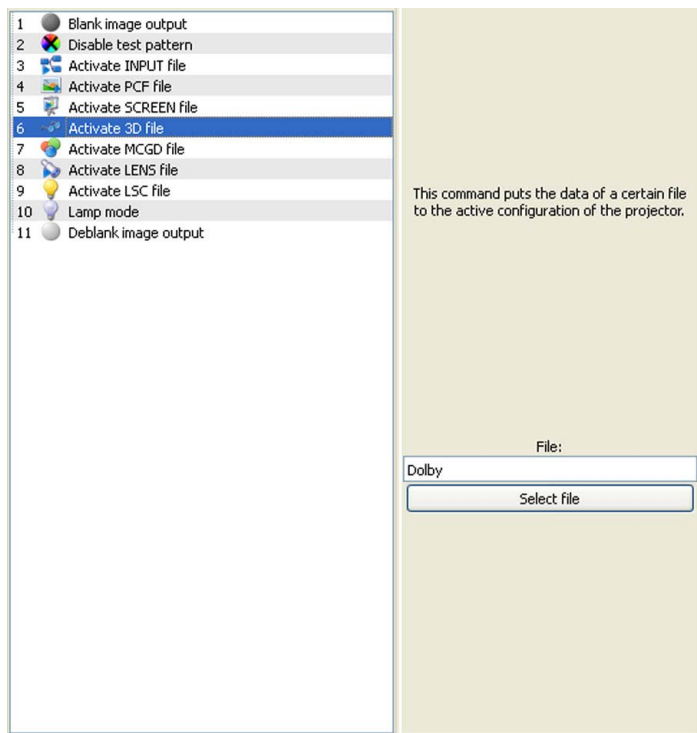 1 Blank image output
2 Disable test pattern
3 Activate INPUT file
4 Activate PCF file
5 Activate SCREEN file
6 Activate 3D file
7 Activate MCGD file
8 Activate LENS file
9 Activate LSC file
10 Lamp mode
11 Deblank image output
This command puts the data of a certain file
to the active configuration of the projector.
File:
Dolby
Select file